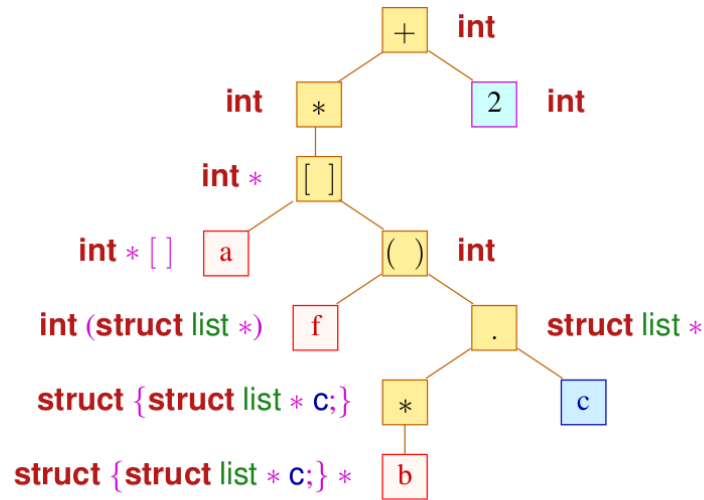 + int
int * 2 int
int * [ ]
int * [ ] a ( ) int
int (struct list *) f . struct list *
struct {struct list * c;} * c
struct {struct list * c;} * b